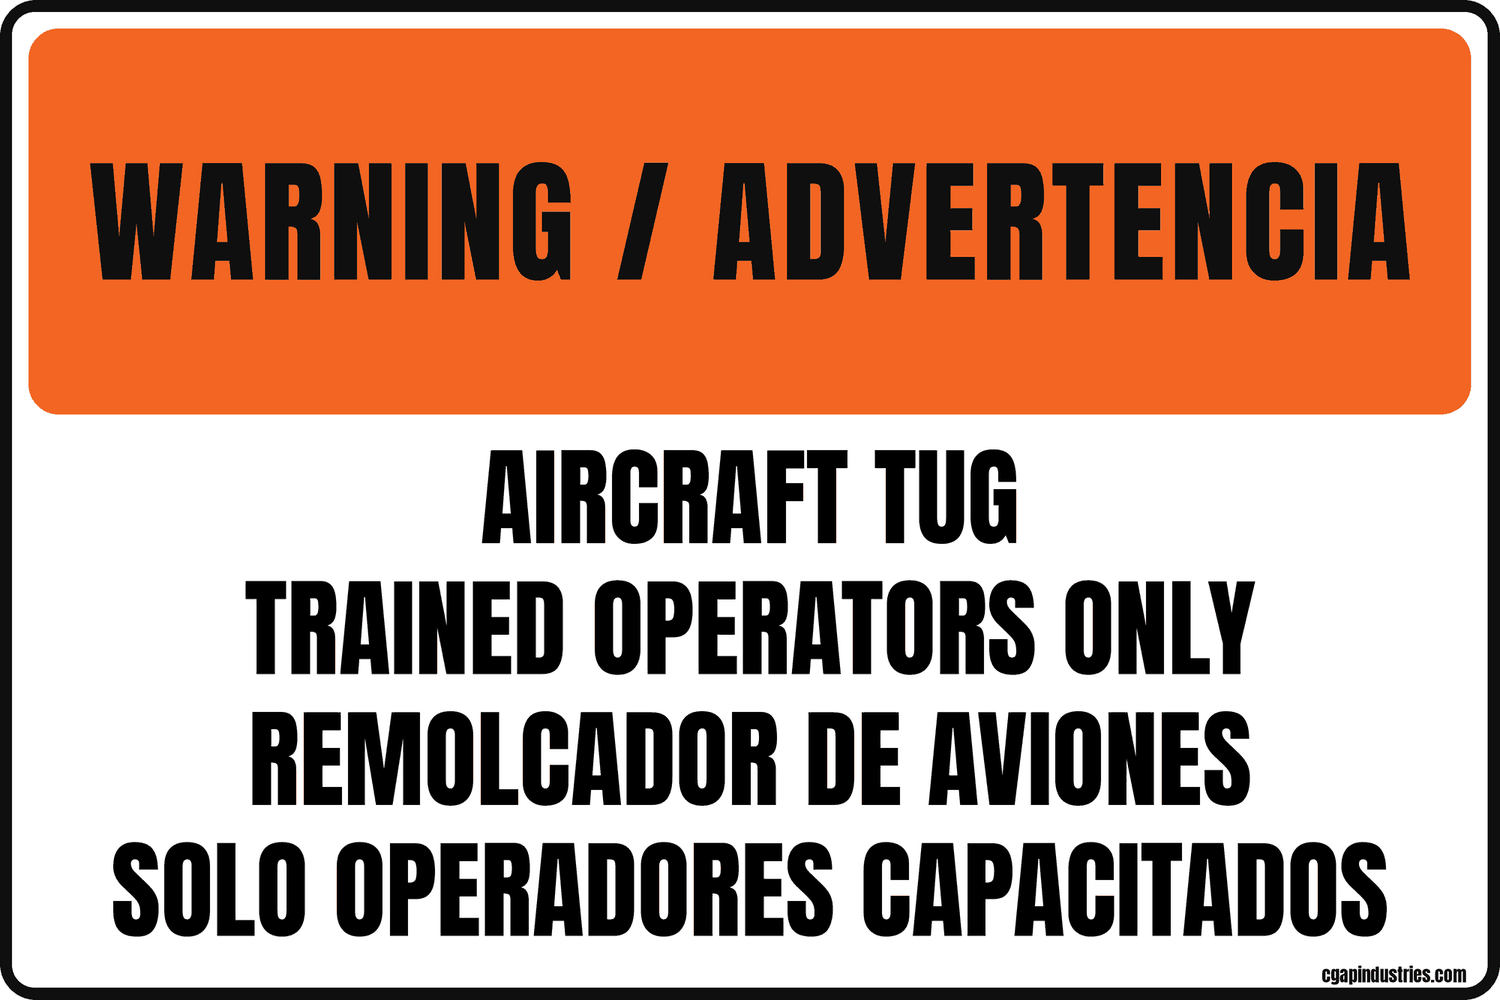 WARNING / ADVERTENCIA
AIRCRAFT TUG
TRAINED OPERATORS ONLY
REMOLCADOR DE AVIONES
SOLO OPERADORES CAPACITADOS
cgapindustries.com